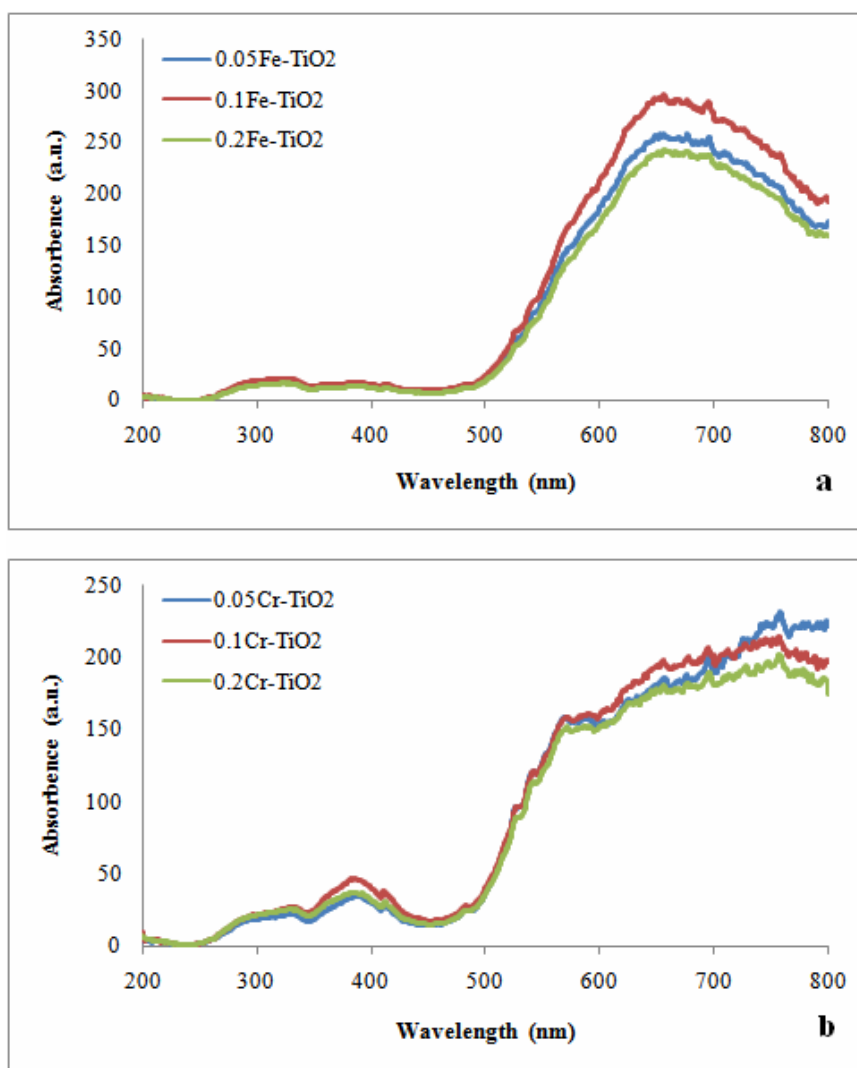 350
300
250
200
150
100
50
0
Absorbence (a.u.)
0.05Fe-TiO2
0.1Fe-TiO2
0.2Fe-TiO2
200 300 400 500 600 700 800
Wavelength (nm)
a
250
200
150
100
50
0
Absorbence (a.u.)
0.05Cr-TiO2
0.1Cr-TiO2
0.2Cr-TiO2
200 300 400 500 600 700 800
Wavelength (nm)
b